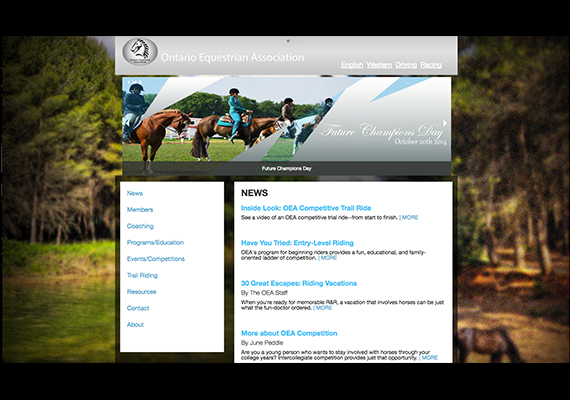 Ontario Equestrian Association
English Western Driving Racing
Future Champions Day
October 20th 2014
Future Champions Day
News
Members
Coaching
Programs/Education
Events/Competitions
Trail Riding
Resources
Contact
About
NEWS
Inside Look: OEA Competitive Trail Ride
See a video of an OEA competitive trial ride--from start to finish. | MORE
Have You Tried: Entry-Level Riding
OEA's program for beginning riders provides a fun, educational, and family-
oriented ladder of competition. | MORE
30 Great Escapes: Riding Vacations
By The OEA Staff
When you're ready for memorable R&R, a vacation that involves horses can be just
what the fun-doctor ordered. | MORE
More about OEA Competition
By June Peddie
Are you a young person who wants to stay involved with horses through your
college years? Intercollegiate competition provides just that opportunity. | MORE